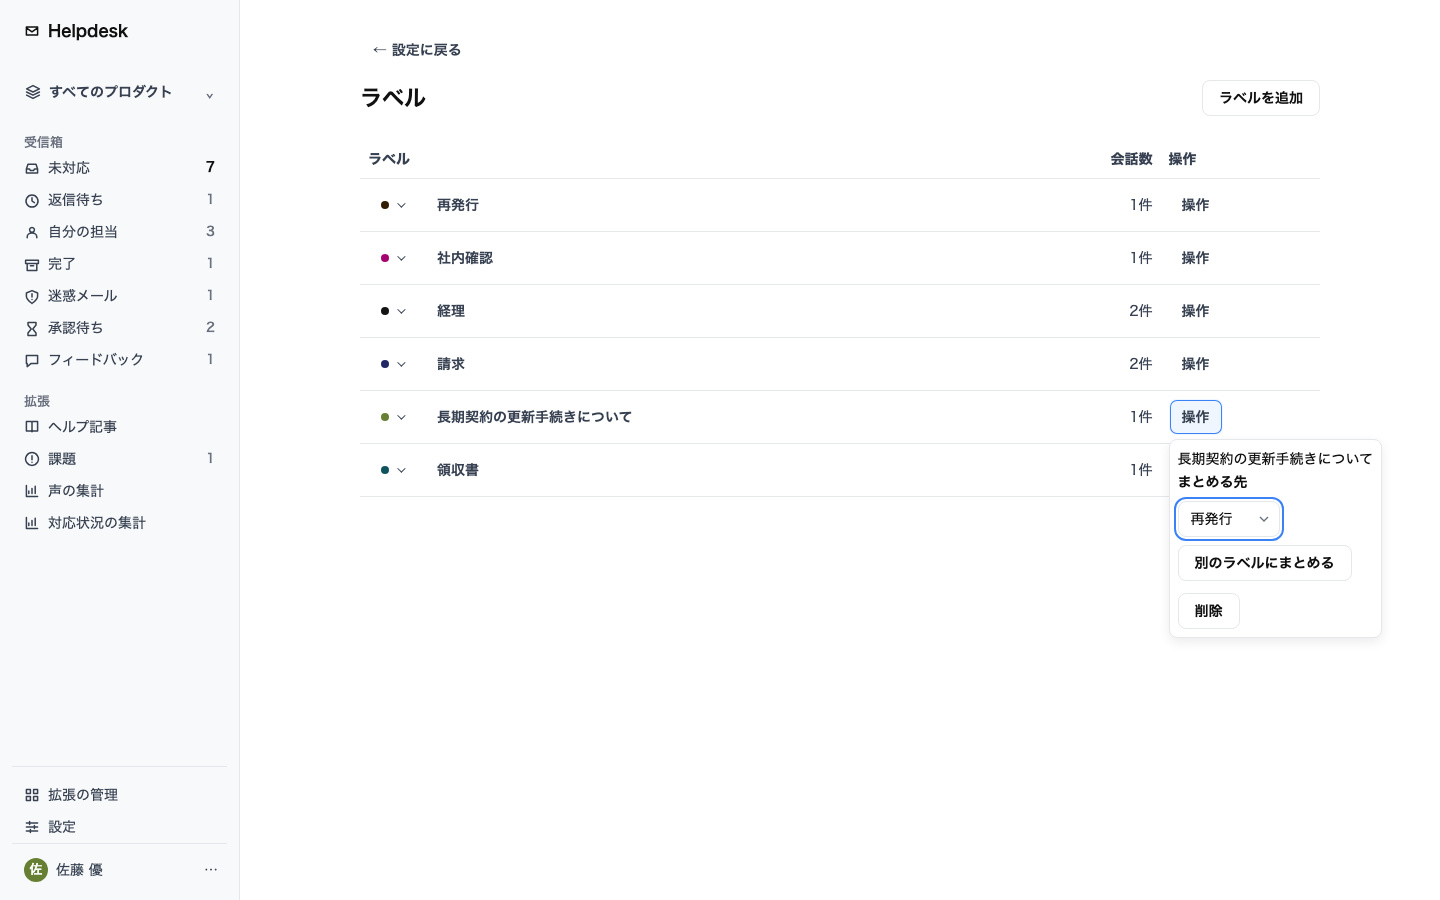 Helpdesk
すべてのプロダクト
受信箱
未対応 7
返信待ち 1
自分の担当 3
完了 1
迷惑メール 1
承認待ち 2
フィードバック 1
拡張
ヘルプ記事
課題 1
声の集計
対応状況の集計
拡張の管理
設定
佐 佐藤 優 …
← 設定に戻る
ラベル
ラベルを追加
ラベル 会話数 操作
再発行 1件 操作
社内確認 1件 操作
経理 2件 操作
請求 2件 操作
長期契約の更新手続きについて 1件 操作
領収書 1件
長期契約の更新手続きについて
まとめる先
再発行
別のラベルにまとめる
削除